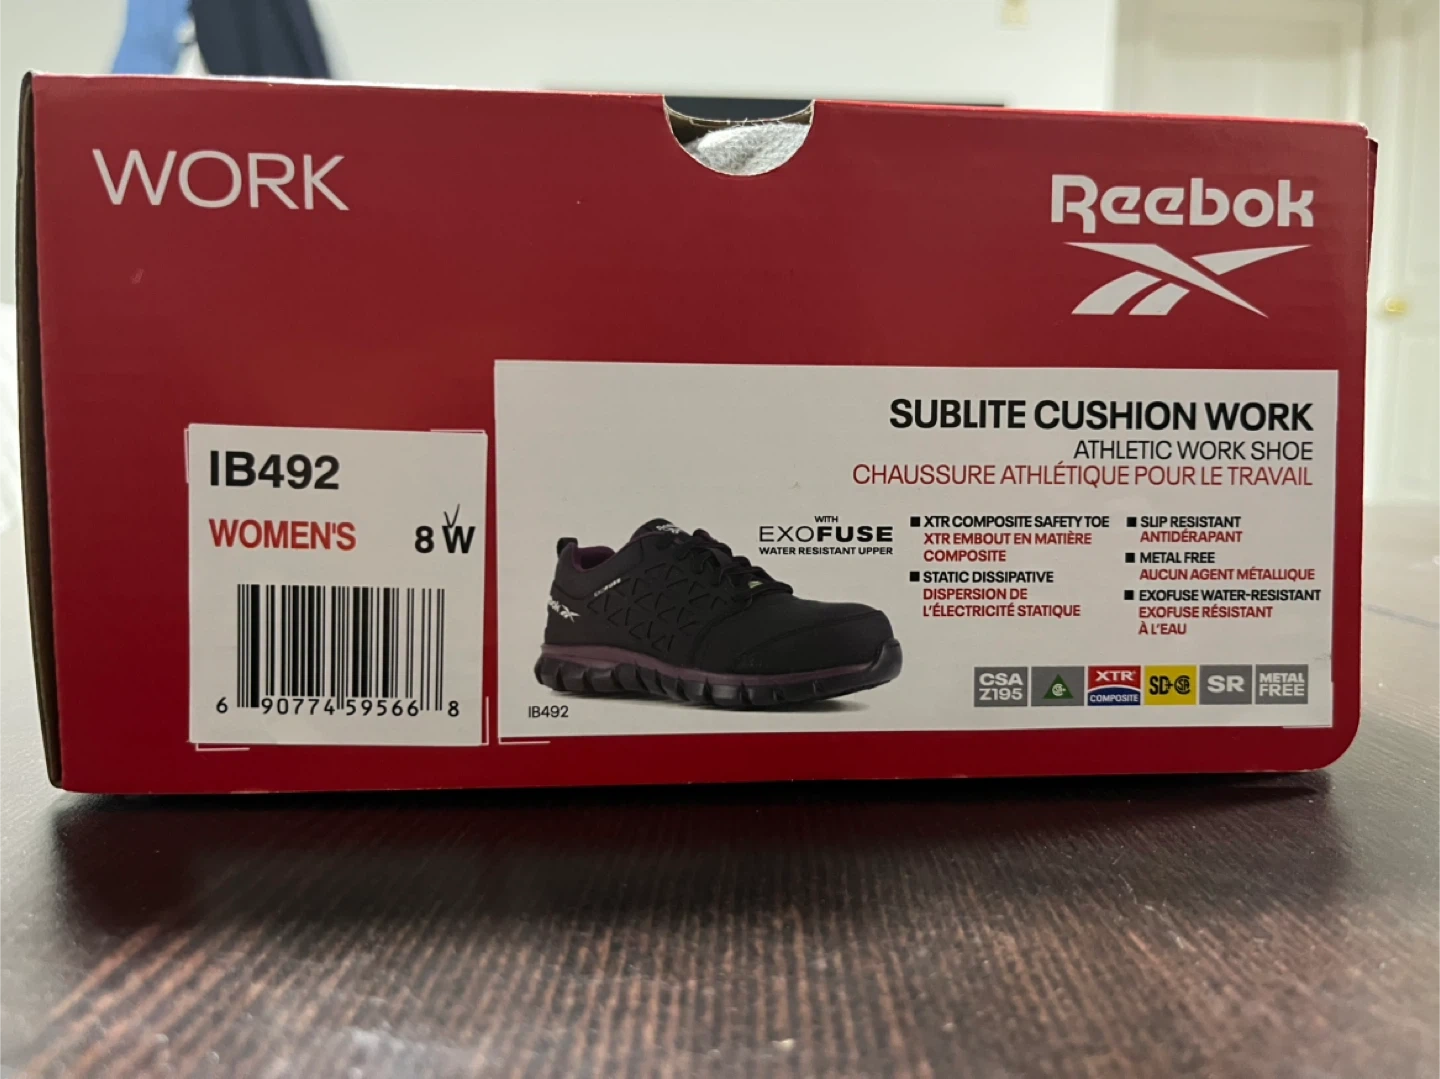 WORK
Reebok
IB492
WOMEN'S
8 W
6 90774 59566 8
SUBLITE CUSHION WORK
ATHLETIC WORK SHOE
CHAUSSURE ATHLÉTIQUE POUR LE TRAVAIL
WITH
EXOFUSE
WATER RESISTANT UPPER
XTR COMPOSITE SAFETY TOE
XTR EMBOUT EN MATIÈRE
COMPOSITE
STATIC DISSIPATIVE
DISPERSION DE
L'ÉLECTRICITÉ STATIQUE
SLIP RESISTANT
ANTIDÉRAPANT
METAL FREE
AUCUN AGENT MÉTALLIQUE
EXOFUSE WATER-RESISTANT
EXOFUSE RÉSISTANT
À L'EAU
Reebok
IB492
CSA
Z195
XTR
COMPOSITE
SD+
SR
METAL
FREE